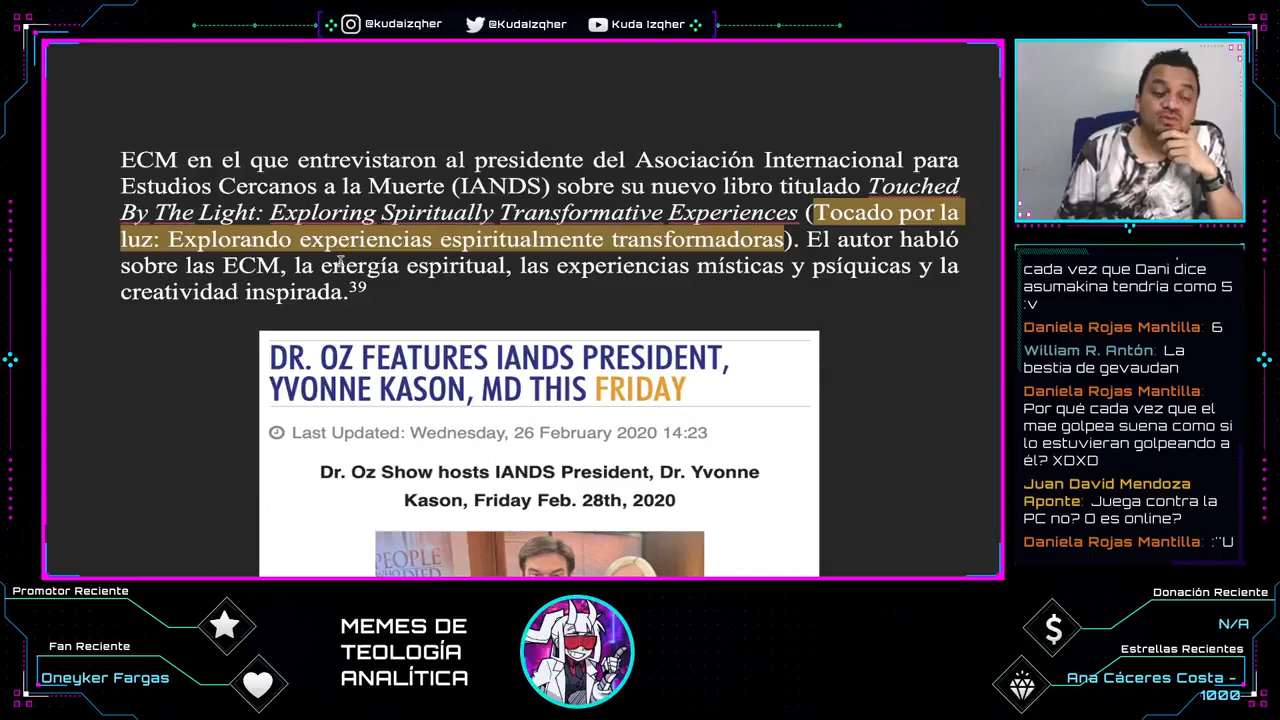 @kudaizqher
@Kudaizqher
Kuda Izqher
ECM en el que entrevistaron al presidente del Asociación Internacional para
Estudios Cercanos a la Muerte (IANDS) sobre su nuevo libro titulado Touched
By The Light: Exploring Spiritually Transformative Experiences (Tocado por la
luz: Explorando experiencias espiritualmente transformadoras). El autor habló
sobre las ECM, la energía espiritual, las experiencias místicas y psíquicas y la
creatividad inspirada.39
DR. OZ FEATURES IANDS PRESIDENT,
YVONNE KASON, MD THIS FRIDAY
Last Updated: Wednesday, 26 February 2020 14:23
Dr. Oz Show hosts IANDS President, Dr. Yvonne
Kason, Friday Feb. 28th, 2020
PEOPLE
WHO DIED
cada vez que Dani dice
asumakina tendría como 5
:v
Daniela Rojas Mantilla: 6
William R. Antón: La
bestia de gevaudan
Daniela Rojas Mantilla:
Por qué cada vez que el
mae golpea suena como si
lo estuvieran golpeando a
él? XDXD
Juan David Mendoza
Aponte: Juega contra la
PC no? O es online?
Daniela Rojas Mantilla: :¨U
Promotor Reciente
Fan Reciente
Oneyker Fargas
MEMES DE
TEOLOGÍA
ANALÍTICA
Donación Reciente
N/A
Estrellas Recientes
Ana Cáceres Costa -
1000